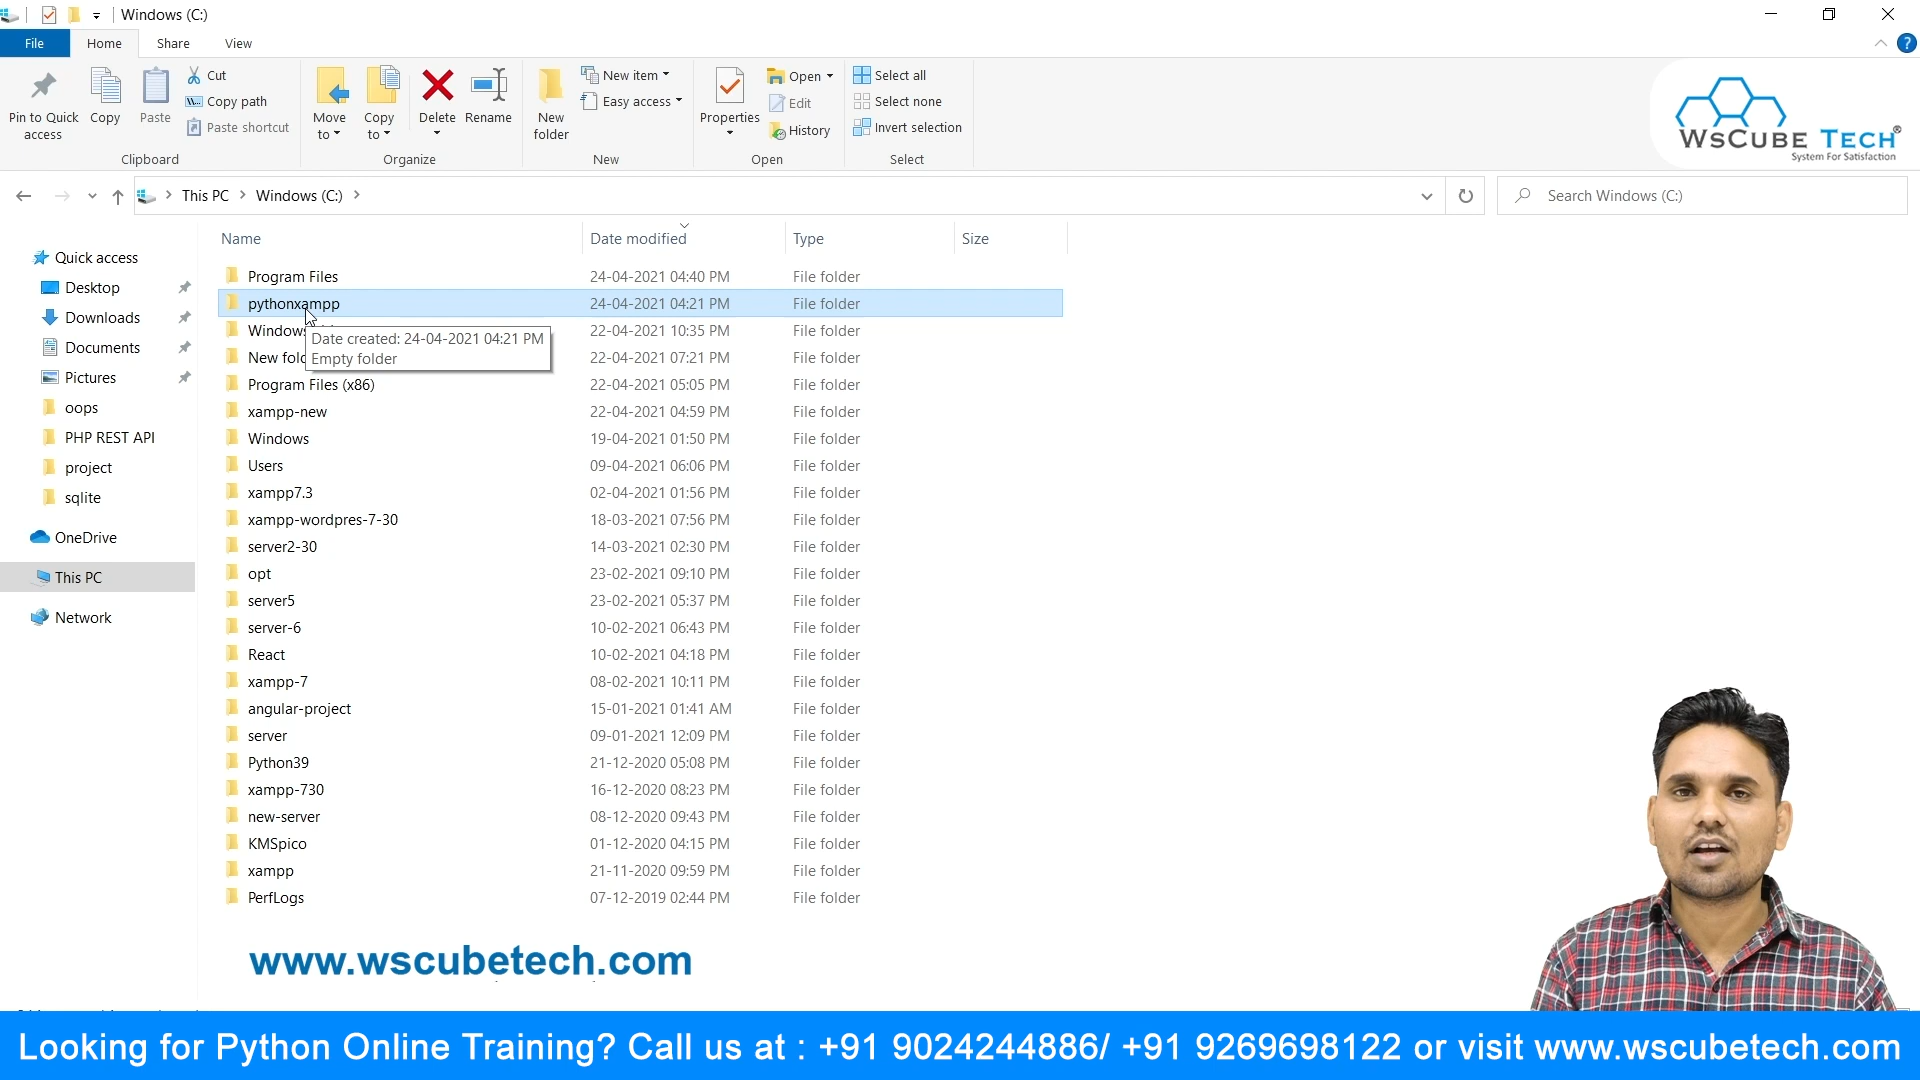 Windows (C:)
File Home Share View
Pin to Quick access
Copy
Paste
Cut
Copy path
Paste shortcut
Clipboard
Move to
Copy to
Delete
Rename
Organize
New folder
New item
Easy access
New
Properties
Open
Edit
History
Open
Select all
Select none
Invert selection
Select
WsCube Tech®
System For Satisfaction
This PC > Windows (C:) >
Search Windows (C:)
Quick access
Desktop
Downloads
Documents
Pictures
oops
PHP REST API
project
sqlite
OneDrive
This PC
Network
Name Date modified Type Size
Program Files 24-04-2021 04:40 PM File folder
pythonxampp 24-04-2021 04:21 PM File folder
Windows 22-04-2021 10:35 PM File folder
Date created: 24-04-2021 04:21 PM
Empty folder
New fol 22-04-2021 07:21 PM File folder
Program Files (x86) 22-04-2021 05:05 PM File folder
xampp-new 22-04-2021 04:59 PM File folder
Windows 19-04-2021 01:50 PM File folder
Users 09-04-2021 06:06 PM File folder
xampp7.3 02-04-2021 01:56 PM File folder
xampp-wordpres-7-30 18-03-2021 07:56 PM File folder
server2-30 14-03-2021 02:30 PM File folder
opt 23-02-2021 09:10 PM File folder
server5 23-02-2021 05:37 PM File folder
server-6 10-02-2021 06:43 PM File folder
React 10-02-2021 04:18 PM File folder
xampp-7 08-02-2021 10:11 PM File folder
angular-project 15-01-2021 01:41 AM File folder
server 09-01-2021 12:09 PM File folder
Python39 21-12-2020 05:08 PM File folder
xampp-730 16-12-2020 08:23 PM File folder
new-server 08-12-2020 09:43 PM File folder
KMSpico 01-12-2020 04:15 PM File folder
xampp 21-11-2020 09:59 PM File folder
PerfLogs 07-12-2019 02:44 PM File folder
www.wscubetech.com
Looking for Python Online Training? Call us at : +91 9024244886/ +91 9269698122 or visit www.wscubetech.com